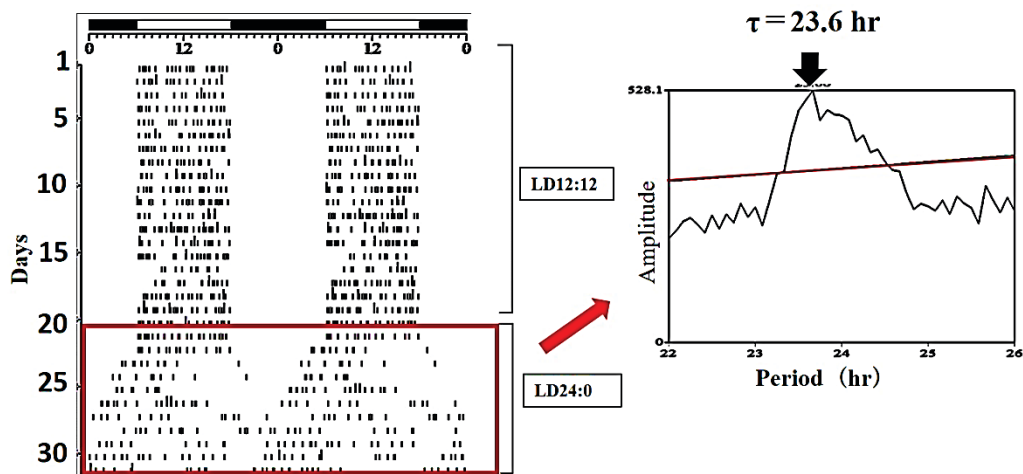 0 12 0 12 0
1
5
10
15
20
25
30
Days
LD12:12
LD24:0
τ = 23.6 hr
528.1
0
22 23 24 25 26
Amplitude
Period (hr)